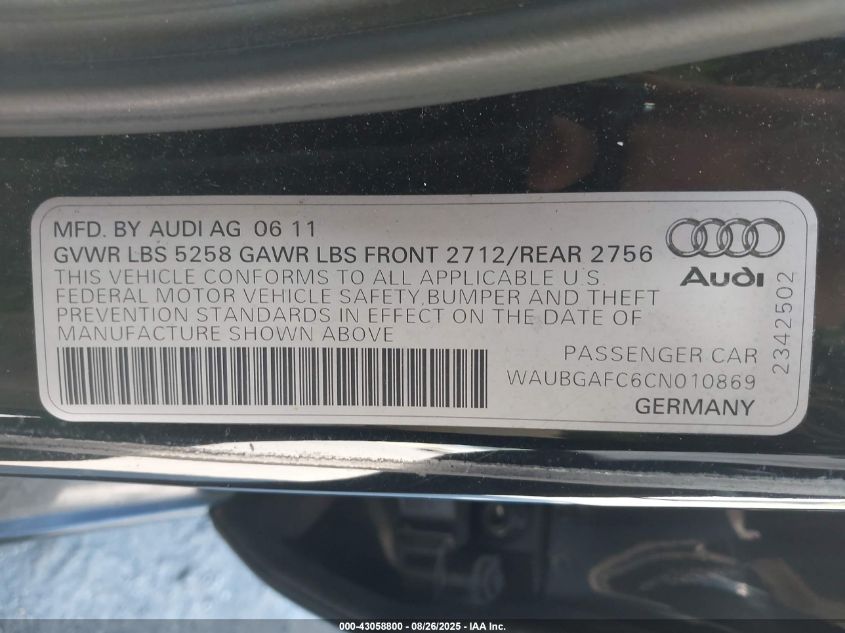 MFD. BY AUDI AG 06 11
GVWR LBS 5258 GAWR LBS FRONT 2712/REAR 2756
THIS VEHICLE CONFORMS TO ALL APPLICABLE U.S.
FEDERAL MOTOR VEHICLE SAFETY,BUMPER AND THEFT
PREVENTION STANDARDS IN EFFECT ON THE DATE OF
MANUFACTURE SHOWN ABOVE
Audi
2342502
PASSENGER CAR
WAUBGAFC6CN010869
GERMANY
000-43058800 - 08/26/2025 - IAA Inc.